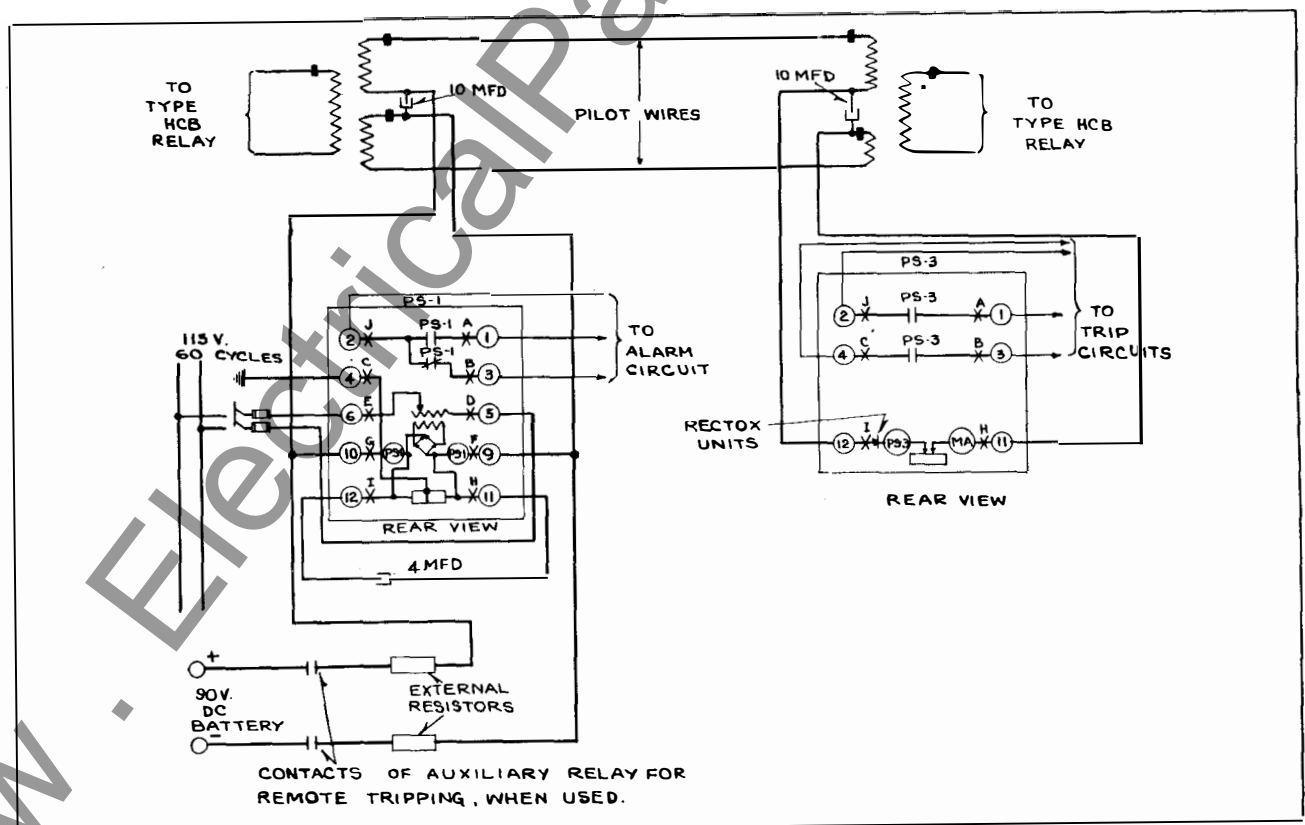 TO
TYPE
HCB
RELAY
10 MFD
PILOT WIRES
10 MFD
TO
TYPE HCB
RELAY
115 V.
60 CYCLES
PS-1
2 J PS-1 A 1
PS-1
4 C B 3
6 E D 5
10 G PS1 PS1 F 9
12 I H 11
REAR VIEW
4 MFD
TO
ALARM
CIRCUIT
PS-3
2 J PS-3 A 1
4 C PS-3 B 3
12 I PS3 MA H 11
RECTOX
UNITS
REAR VIEW
TO
TRIP
CIRCUITS
+
90V.
DC
BATTERY
-
EXTERNAL
RESISTORS
CONTACTS OF AUXILIARY RELAY FOR
REMOTE TRIPPING, WHEN USED.
w . ElectricalPa